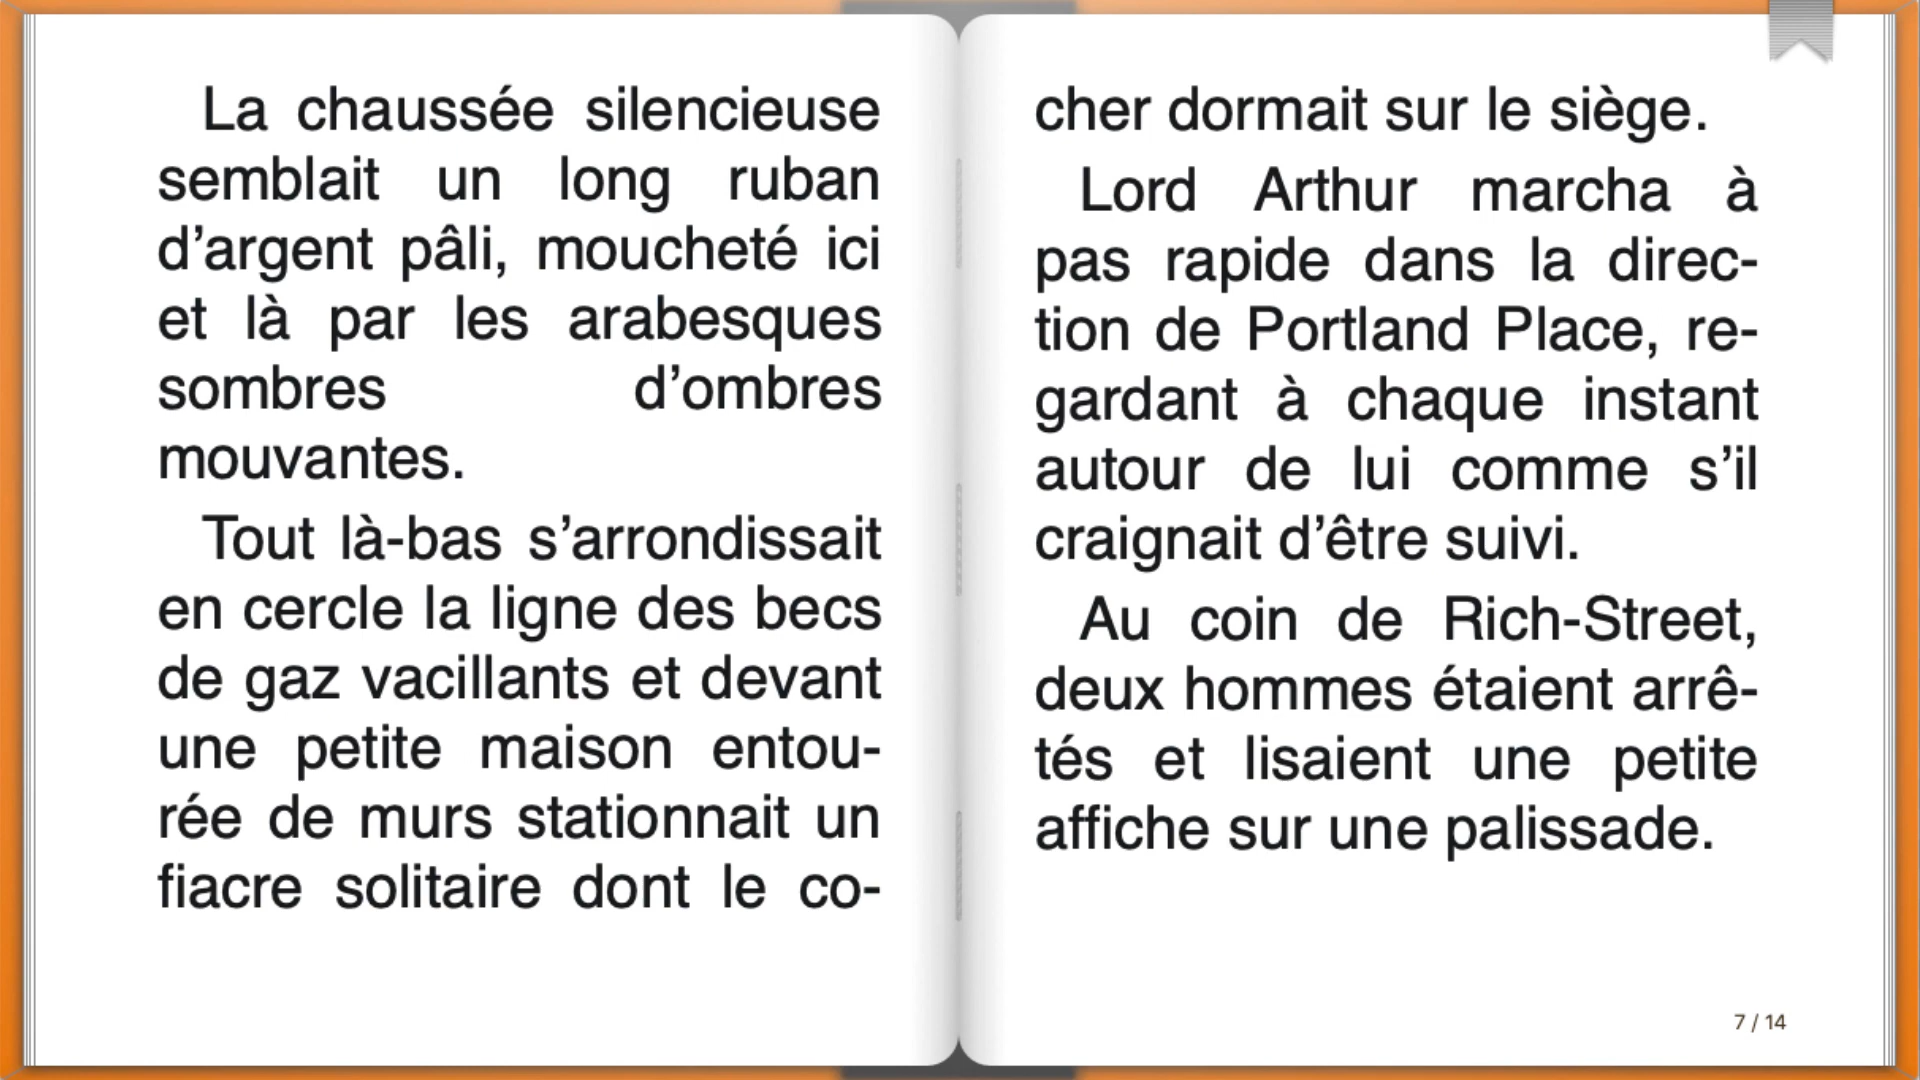 La chaussée silencieuse
semblait un long ruban
d’argent pâli, moucheté ici
et là par les arabesques
sombres d’ombres
mouvantes.
Tout là-bas s’arrondissait
en cercle la ligne des becs
de gaz vacillants et devant
une petite maison entou-
rée de murs stationnait un
fiacre solitaire dont le co-
cher dormait sur le siège.
Lord Arthur marcha à
pas rapide dans la direc-
tion de Portland Place, re-
gardant à chaque instant
autour de lui comme s’il
craignait d’être suivi.
Au coin de Rich-Street,
deux hommes étaient arrê-
tés et lisaient une petite
affiche sur une palissade.
7 / 14